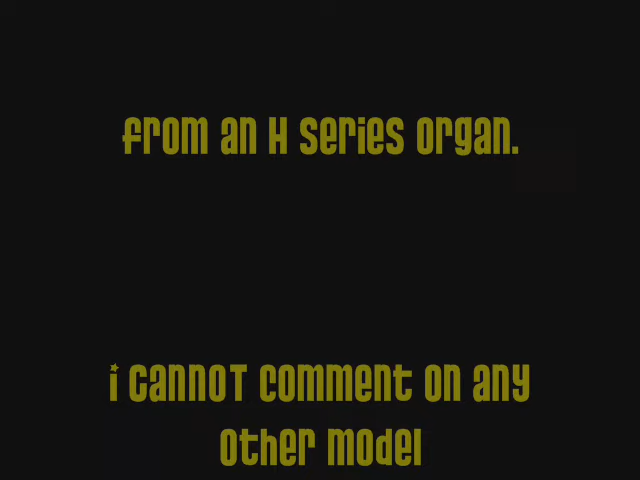 from an H series organ.
i cannot comment on any
other model